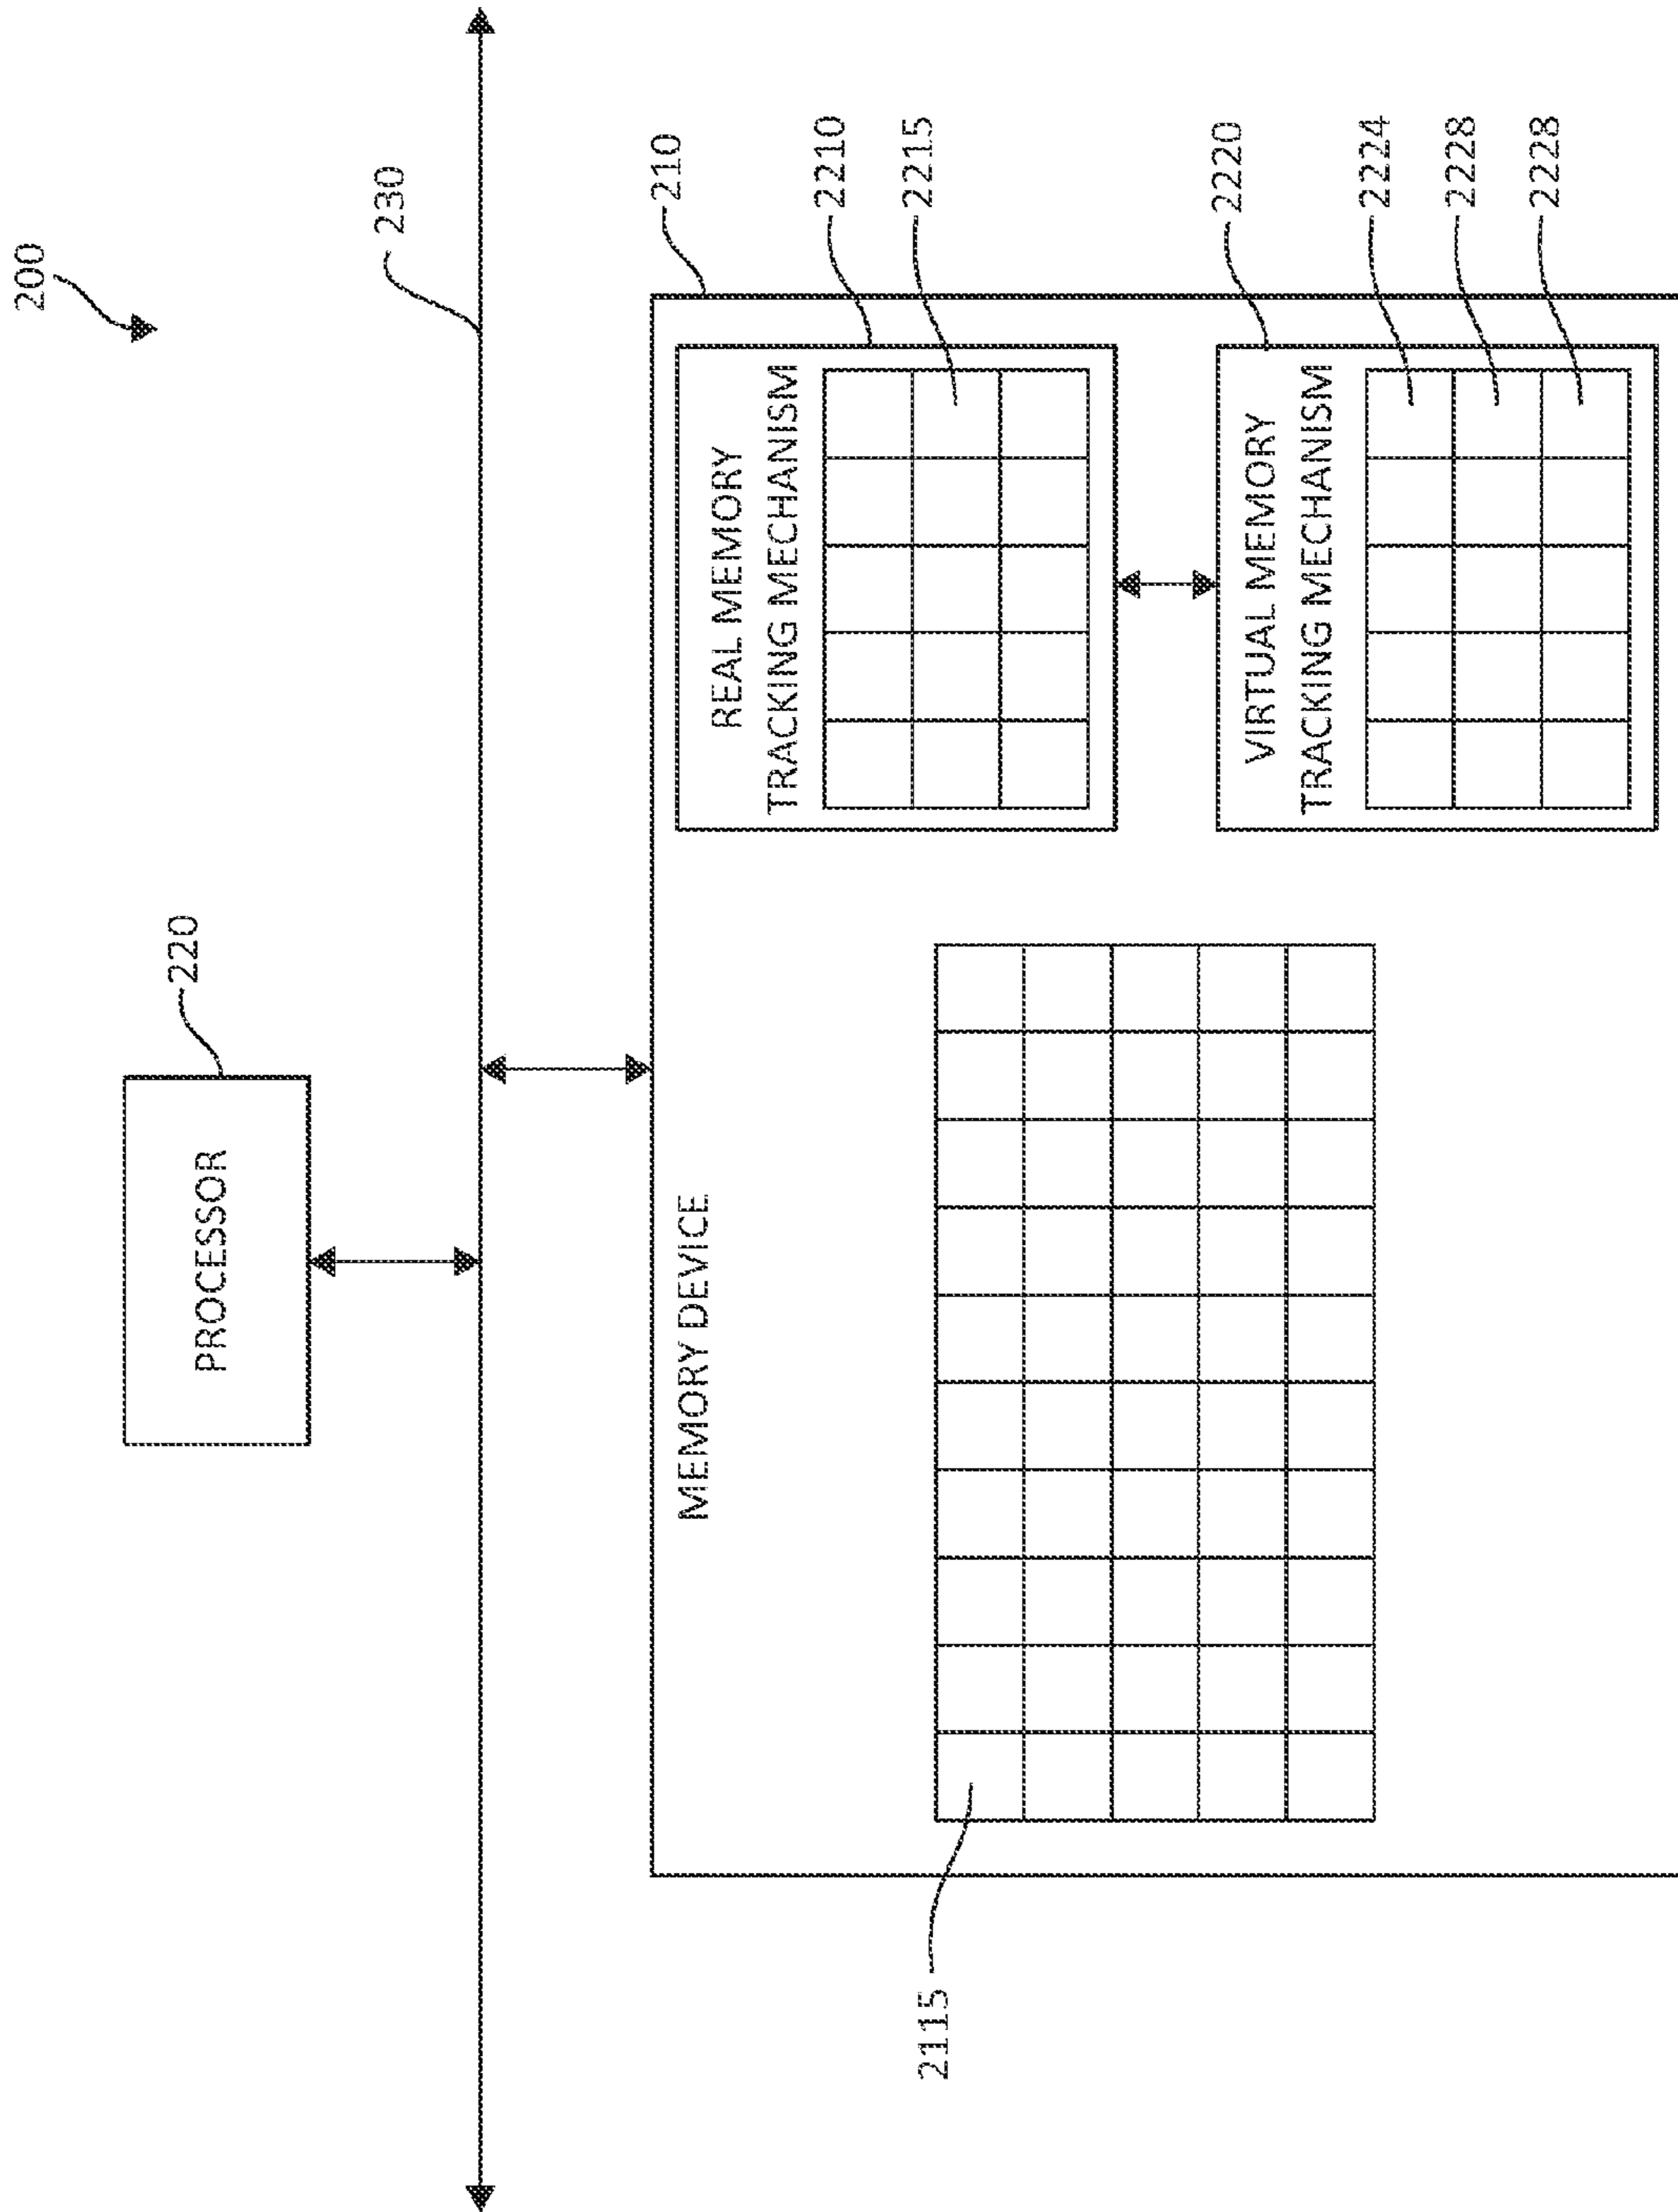 200
230
PROCESSOR
220
MEMORY DEVICE
210
REAL MEMORY
TRACKING MECHANISM
2210
2215
2115
VIRTUAL MEMORY
TRACKING MECHANISM
2220
2224
2228
2228